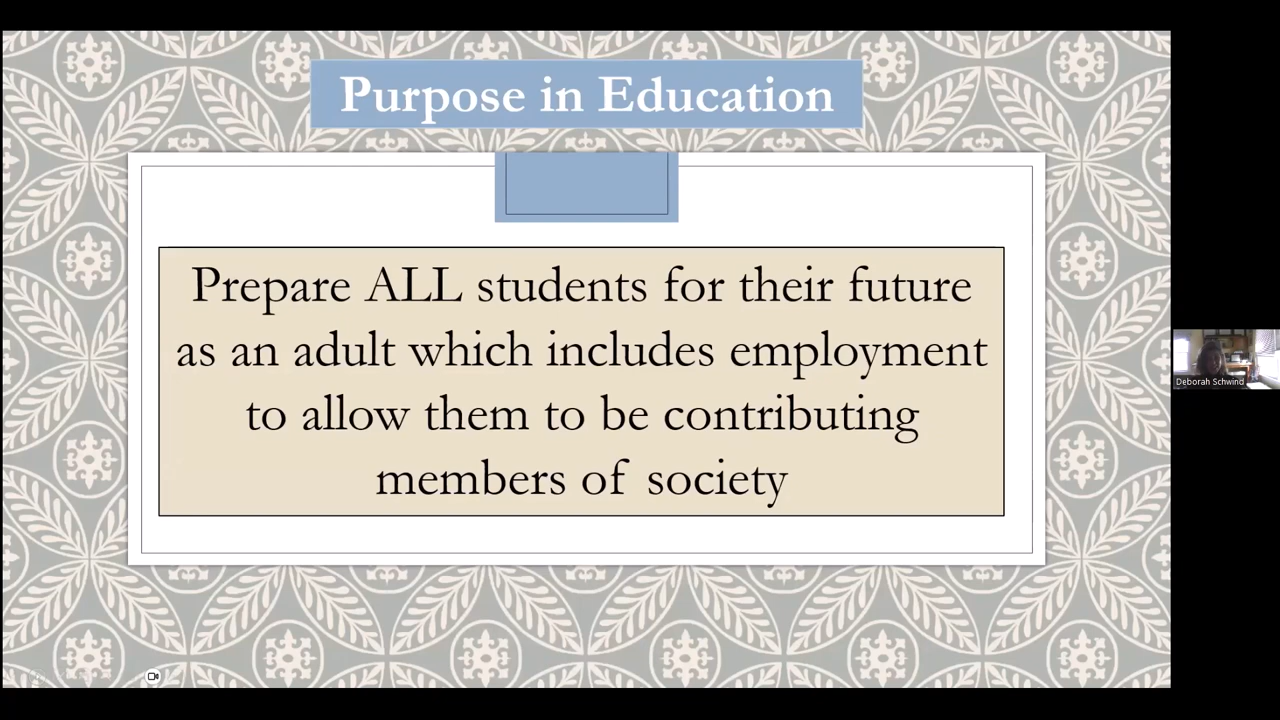 Purpose in Education
Prepare ALL students for their future
as an adult which includes employment
to allow them to be contributing
members of society
Deborah Schwind